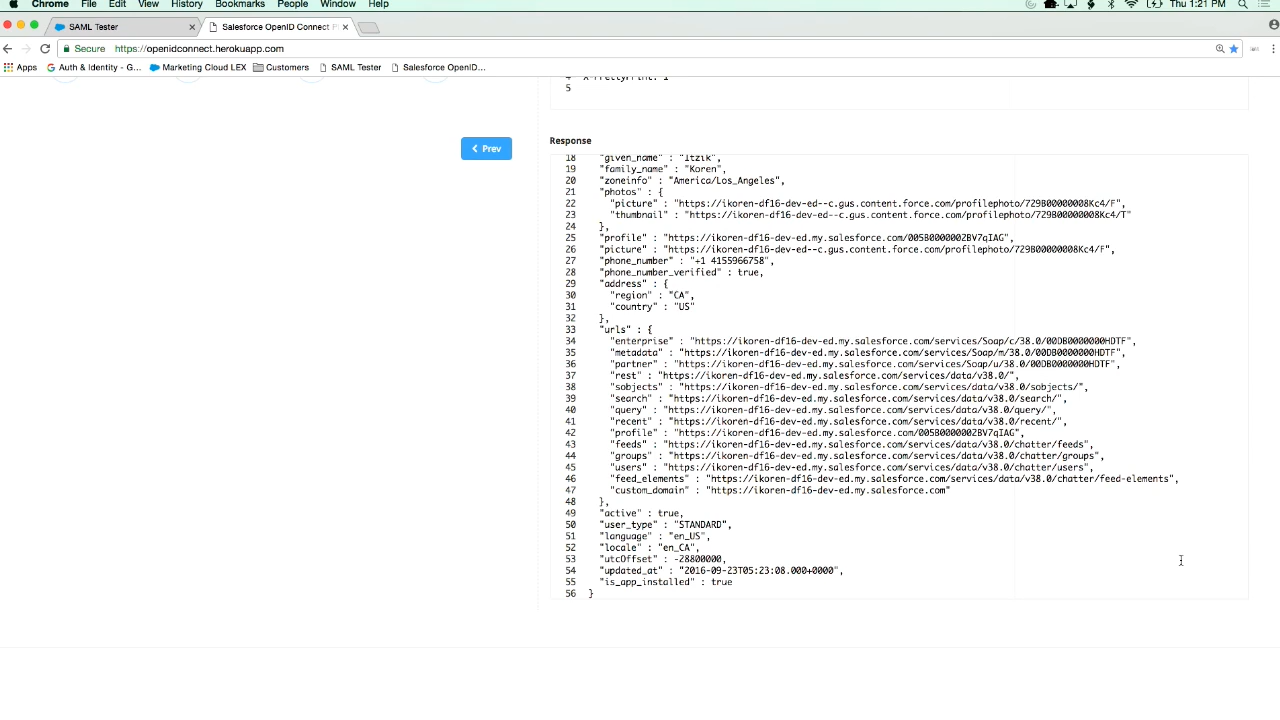 Chrome File Edit View History Bookmarks People Window Help Thu 1:21 PM
SAML Tester Salesforce OpenID Connect P
Secure https://openidconnect.herokuapp.com
Apps Auth & Identity - G... Marketing Cloud LEX Customers SAML Tester Salesforce OpenID...
4 X-PrettyPrint: 1
5
Prev
Response
18 "given_name" : "Itzik",
19 "family_name" : "Koren",
20 "zoneinfo" : "America/Los_Angeles",
21 "photos" : {
22 "picture" : "https://ikoren-df16-dev-ed--c.gus.content.force.com/profilephoto/729B00000008Kc4/F",
23 "thumbnail" : "https://ikoren-df16-dev-ed--c.gus.content.force.com/profilephoto/729B00000008Kc4/T"
24 },
25 "profile" : "https://ikoren-df16-dev-ed.my.salesforce.com/005B0000002BV7qIAG",
26 "picture" : "https://ikoren-df16-dev-ed--c.gus.content.force.com/profilephoto/729B00000008Kc4/F",
27 "phone_number" : "+1 4155966758",
28 "phone_number_verified" : true,
29 "address" : {
30 "region" : "CA",
31 "country" : "US"
32 },
33 "urls" : {
34 "enterprise" : "https://ikoren-df16-dev-ed.my.salesforce.com/services/Soap/c/38.0/00DB0000000HDTF",
35 "metadata" : "https://ikoren-df16-dev-ed.my.salesforce.com/services/Soap/m/38.0/00DB0000000HDTF",
36 "partner" : "https://ikoren-df16-dev-ed.my.salesforce.com/services/Soap/u/38.0/00DB0000000HDTF",
37 "rest" : "https://ikoren-df16-dev-ed.my.salesforce.com/services/data/v38.0/",
38 "sobjects" : "https://ikoren-df16-dev-ed.my.salesforce.com/services/data/v38.0/sobjects/",
39 "search" : "https://ikoren-df16-dev-ed.my.salesforce.com/services/data/v38.0/search/",
40 "query" : "https://ikoren-df16-dev-ed.my.salesforce.com/services/data/v38.0/query/",
41 "recent" : "https://ikoren-df16-dev-ed.my.salesforce.com/services/data/v38.0/recent/",
42 "profile" : "https://ikoren-df16-dev-ed.my.salesforce.com/005B0000002BV7qIAG",
43 "feeds" : "https://ikoren-df16-dev-ed.my.salesforce.com/services/data/v38.0/chatter/feeds",
44 "groups" : "https://ikoren-df16-dev-ed.my.salesforce.com/services/data/v38.0/chatter/groups",
45 "users" : "https://ikoren-df16-dev-ed.my.salesforce.com/services/data/v38.0/chatter/users",
46 "feed_elements" : "https://ikoren-df16-dev-ed.my.salesforce.com/services/data/v38.0/chatter/feed-elements",
47 "custom_domain" : "https://ikoren-df16-dev-ed.my.salesforce.com"
48 },
49 "active" : true,
50 "user_type" : "STANDARD",
51 "language" : "en_US",
52 "locale" : "en_CA",
53 "utcOffset" : -28800000,
54 "updated_at" : "2016-09-23T05:23:08.000+0000",
55 "is_app_installed" : true
56 }